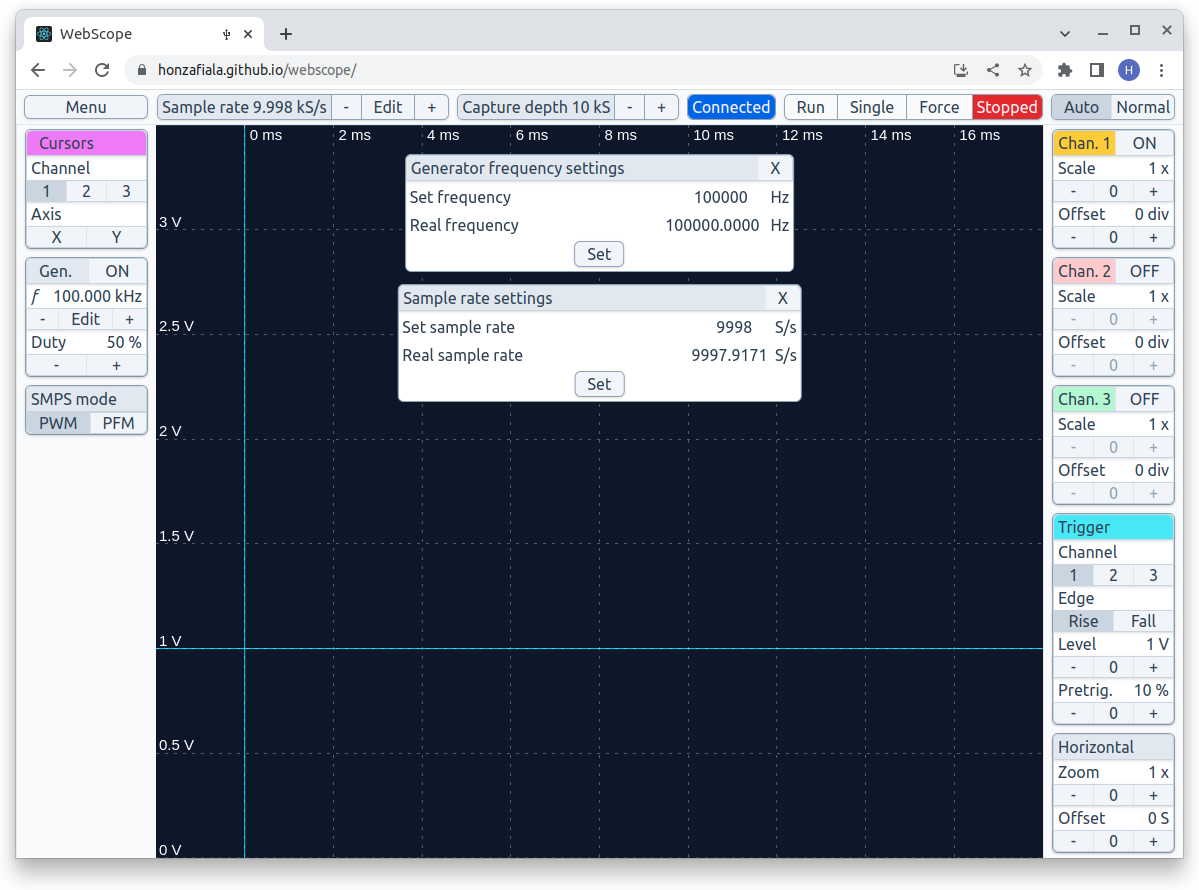 WebScope
honzafiala.github.io/webscope/
H
Menu
Sample rate 9.998 kS/s - Edit +
Capture depth 10 kS - +
Connected
Run Single Force Stopped
Auto Normal
Cursors
Channel
1 2 3
Axis
X Y
Gen. ON
f 100.000 kHz
- Edit +
Duty 50 %
- +
SMPS mode
PWM PFM
0 ms 2 ms 4 ms 6 ms 8 ms 10 ms 12 ms 14 ms 16 ms
3 V
2.5 V
2 V
1.5 V
1 V
0.5 V
0 V
Generator frequency settings X
Set frequency 100000 Hz
Real frequency 100000.0000 Hz
Set
Sample rate settings X
Set sample rate 9998 S/s
Real sample rate 9997.9171 S/s
Set
Chan. 1 ON
Scale 1 x
- 0 +
Offset 0 div
- 0 +
Chan. 2 OFF
Scale 1 x
- 0 +
Offset 0 div
- 0 +
Chan. 3 OFF
Scale 1 x
- 0 +
Offset 0 div
- 0 +
Trigger
Channel
1 2 3
Edge
Rise Fall
Level 1 V
- 0 +
Pretrig. 10 %
- 0 +
Horizontal
Zoom 1 x
- 0 +
Offset 0 S
- 0 +